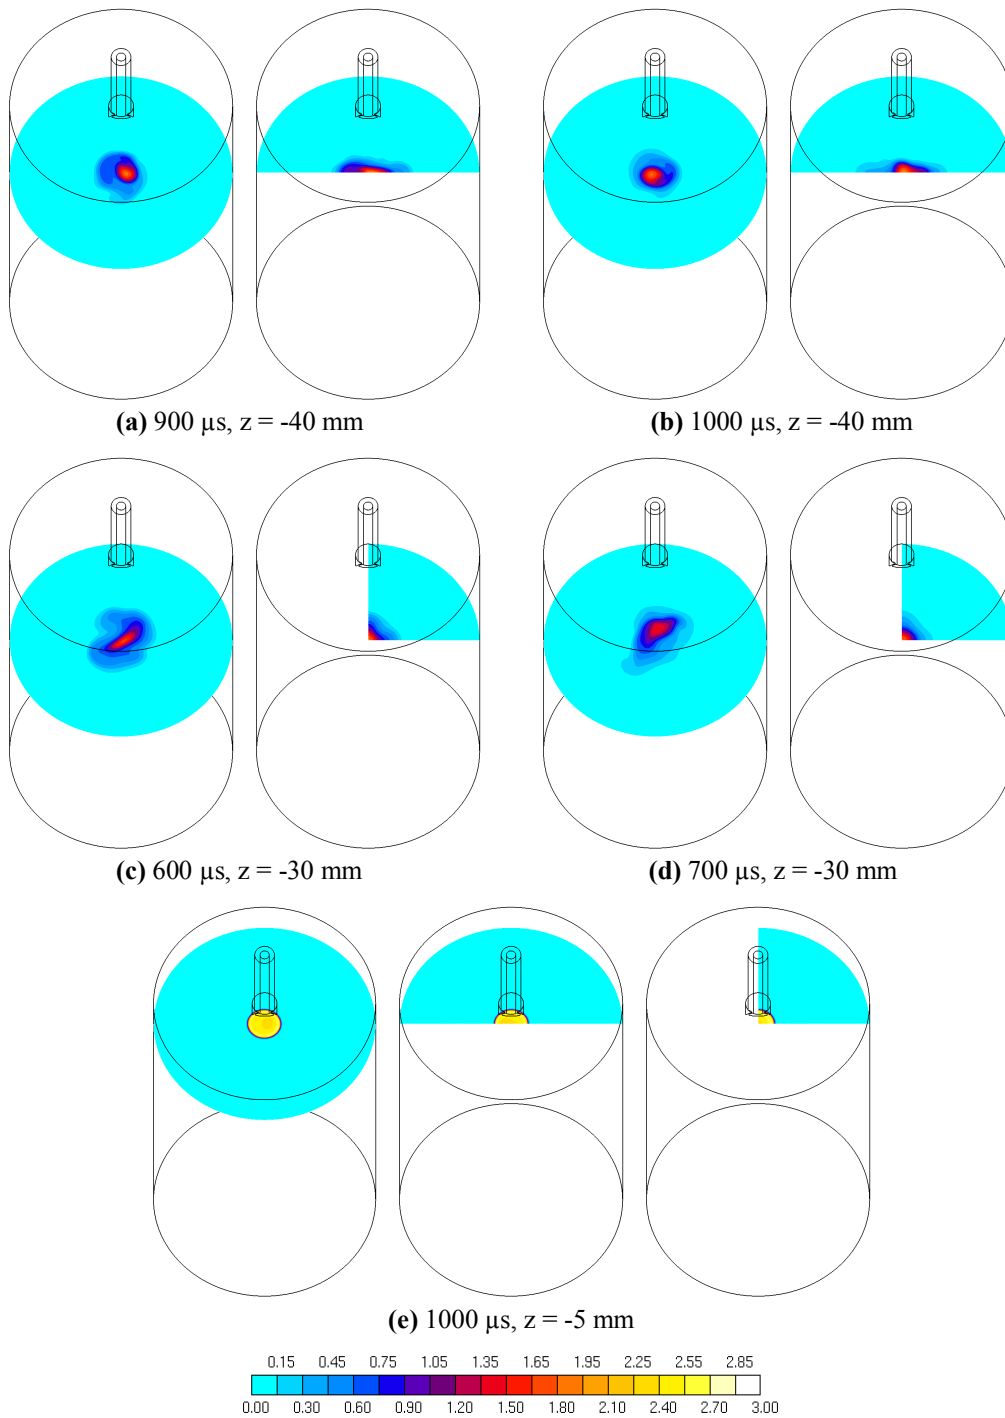 (a) 900 µs, z = -40 mm
(b) 1000 µs, z = -40 mm
(c) 600 µs, z = -30 mm
(d) 700 µs, z = -30 mm
(e) 1000 µs, z = -5 mm
0.15 0.45 0.75 1.05 1.35 1.65 1.95 2.25 2.55 2.85
0.00 0.30 0.60 0.90 1.20 1.50 1.80 2.10 2.40 2.70 3.00